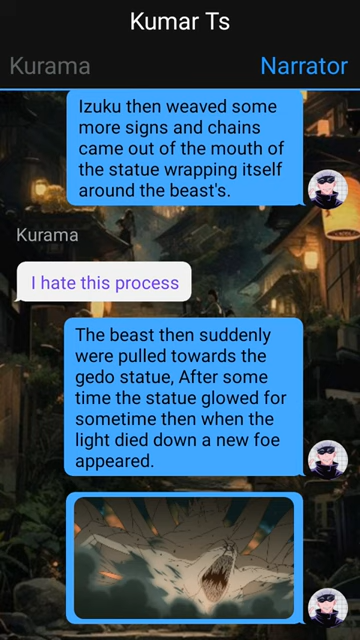 Kumar Ts
Kurama
Narrator
Izuku then weaved some
more signs and chains
came out of the mouth of
the statue wrapping itself
around the beast's.
Kurama
I hate this process
The beast then suddenly
were pulled towards the
gedo statue, After some
time the statue glowed for
sometime then when the
light died down a new foe
appeared.